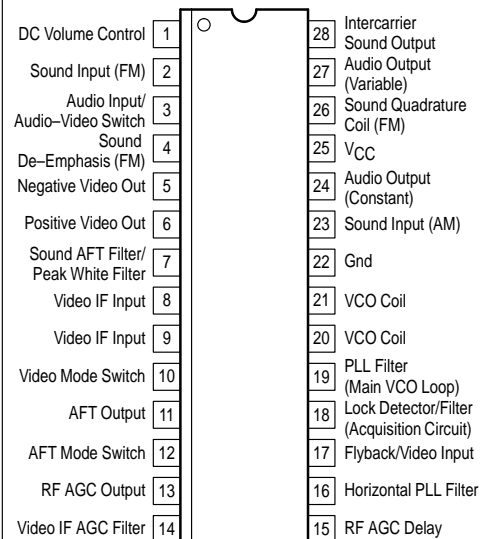 DC Volume Control 1
Sound Input (FM) 2
Audio Input/
Audio–Video Switch 3
Sound
De–Emphasis (FM) 4
Negative Video Out 5
Positive Video Out 6
Sound AFT Filter/
Peak White Filter 7
Video IF Input 8
Video IF Input 9
Video Mode Switch 10
AFT Output 11
AFT Mode Switch 12
RF AGC Output 13
Video IF AGC Filter 14
28 Intercarrier
Sound Output
27 Audio Output
(Variable)
26 Sound Quadrature
Coil (FM)
25 VCC
24 Audio Output
(Constant)
23 Sound Input (AM)
22 Gnd
21 VCO Coil
20 VCO Coil
19 PLL Filter
(Main VCO Loop)
18 Lock Detector/Filter
(Acquisition Circuit)
17 Flyback/Video Input
16 Horizontal PLL Filter
15 RF AGC Delay